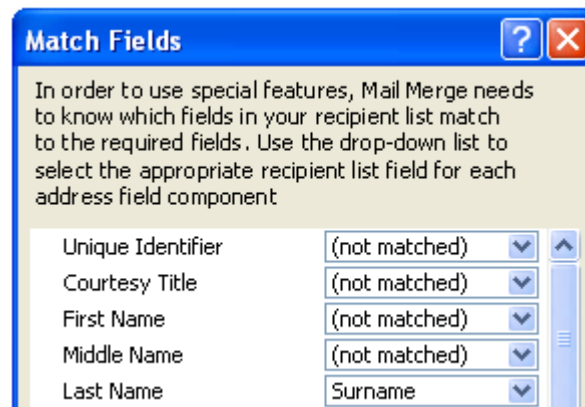 Match Fields
In order to use special features, Mail Merge needs
to know which fields in your recipient list match
to the required fields. Use the drop-down list to
select the appropriate recipient list field for each
address field component
Unique Identifier (not matched)
Courtesy Title (not matched)
First Name (not matched)
Middle Name (not matched)
Last Name Surname